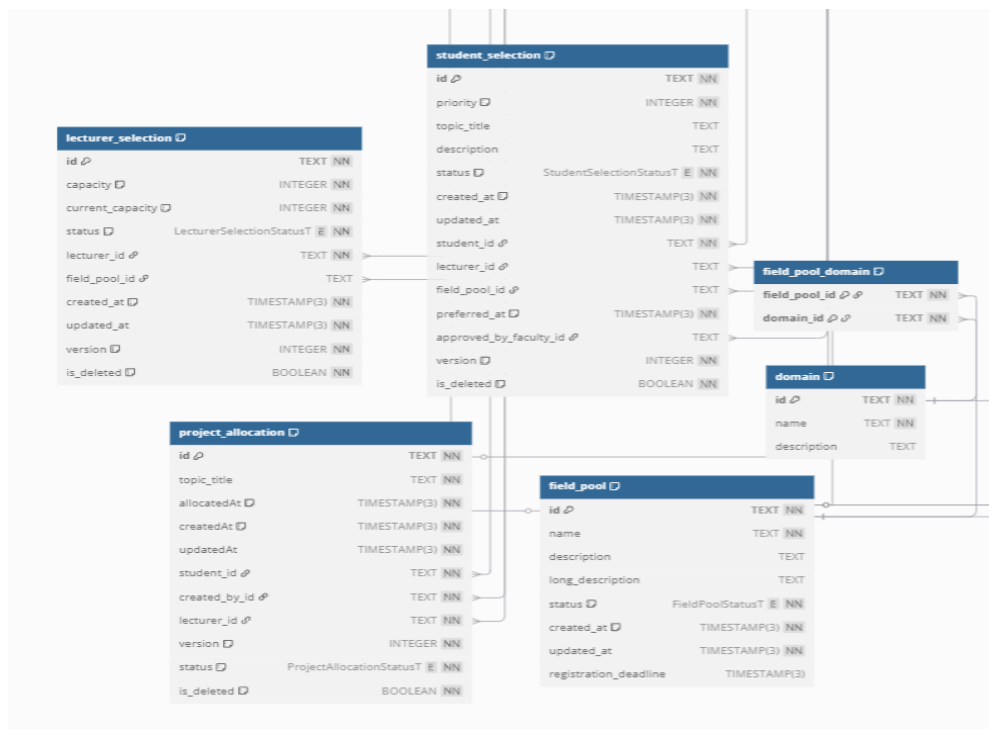 student_selection
id TEXT NN
priority INTEGER NN
topic_title TEXT
description TEXT
status StudentSelectionStatusT E NN
created_at TIMESTAMP(3) NN
updated_at TIMESTAMP(3) NN
student_id TEXT NN
lecturer_id TEXT
field_pool_id TEXT
preferred_at TIMESTAMP(3) NN
approved_by_faculty_id TEXT
version INTEGER NN
is_deleted BOOLEAN NN
lecturer_selection
id TEXT NN
capacity INTEGER NN
current_capacity INTEGER NN
status LecturerSelectionStatusT E NN
lecturer_id TEXT NN
field_pool_id TEXT
created_at TIMESTAMP(3) NN
updated_at TIMESTAMP(3) NN
version INTEGER NN
is_deleted BOOLEAN NN
field_pool_domain
field_pool_id TEXT NN
domain_id TEXT NN
domain
id TEXT NN
name TEXT NN
description TEXT
project_allocation
id TEXT NN
topic_title TEXT NN
allocatedAt TIMESTAMP(3) NN
createdAt TIMESTAMP(3) NN
updatedAt TIMESTAMP(3) NN
student_id TEXT NN
created_by_id TEXT NN
lecturer_id TEXT NN
version INTEGER NN
status ProjectAllocationStatusT E NN
is_deleted BOOLEAN NN
field_pool
id TEXT NN
name TEXT NN
description TEXT
long_description TEXT
status FieldPoolStatusT E NN
created_at TIMESTAMP(3) NN
updated_at TIMESTAMP(3) NN
registration_deadline TIMESTAMP(3)